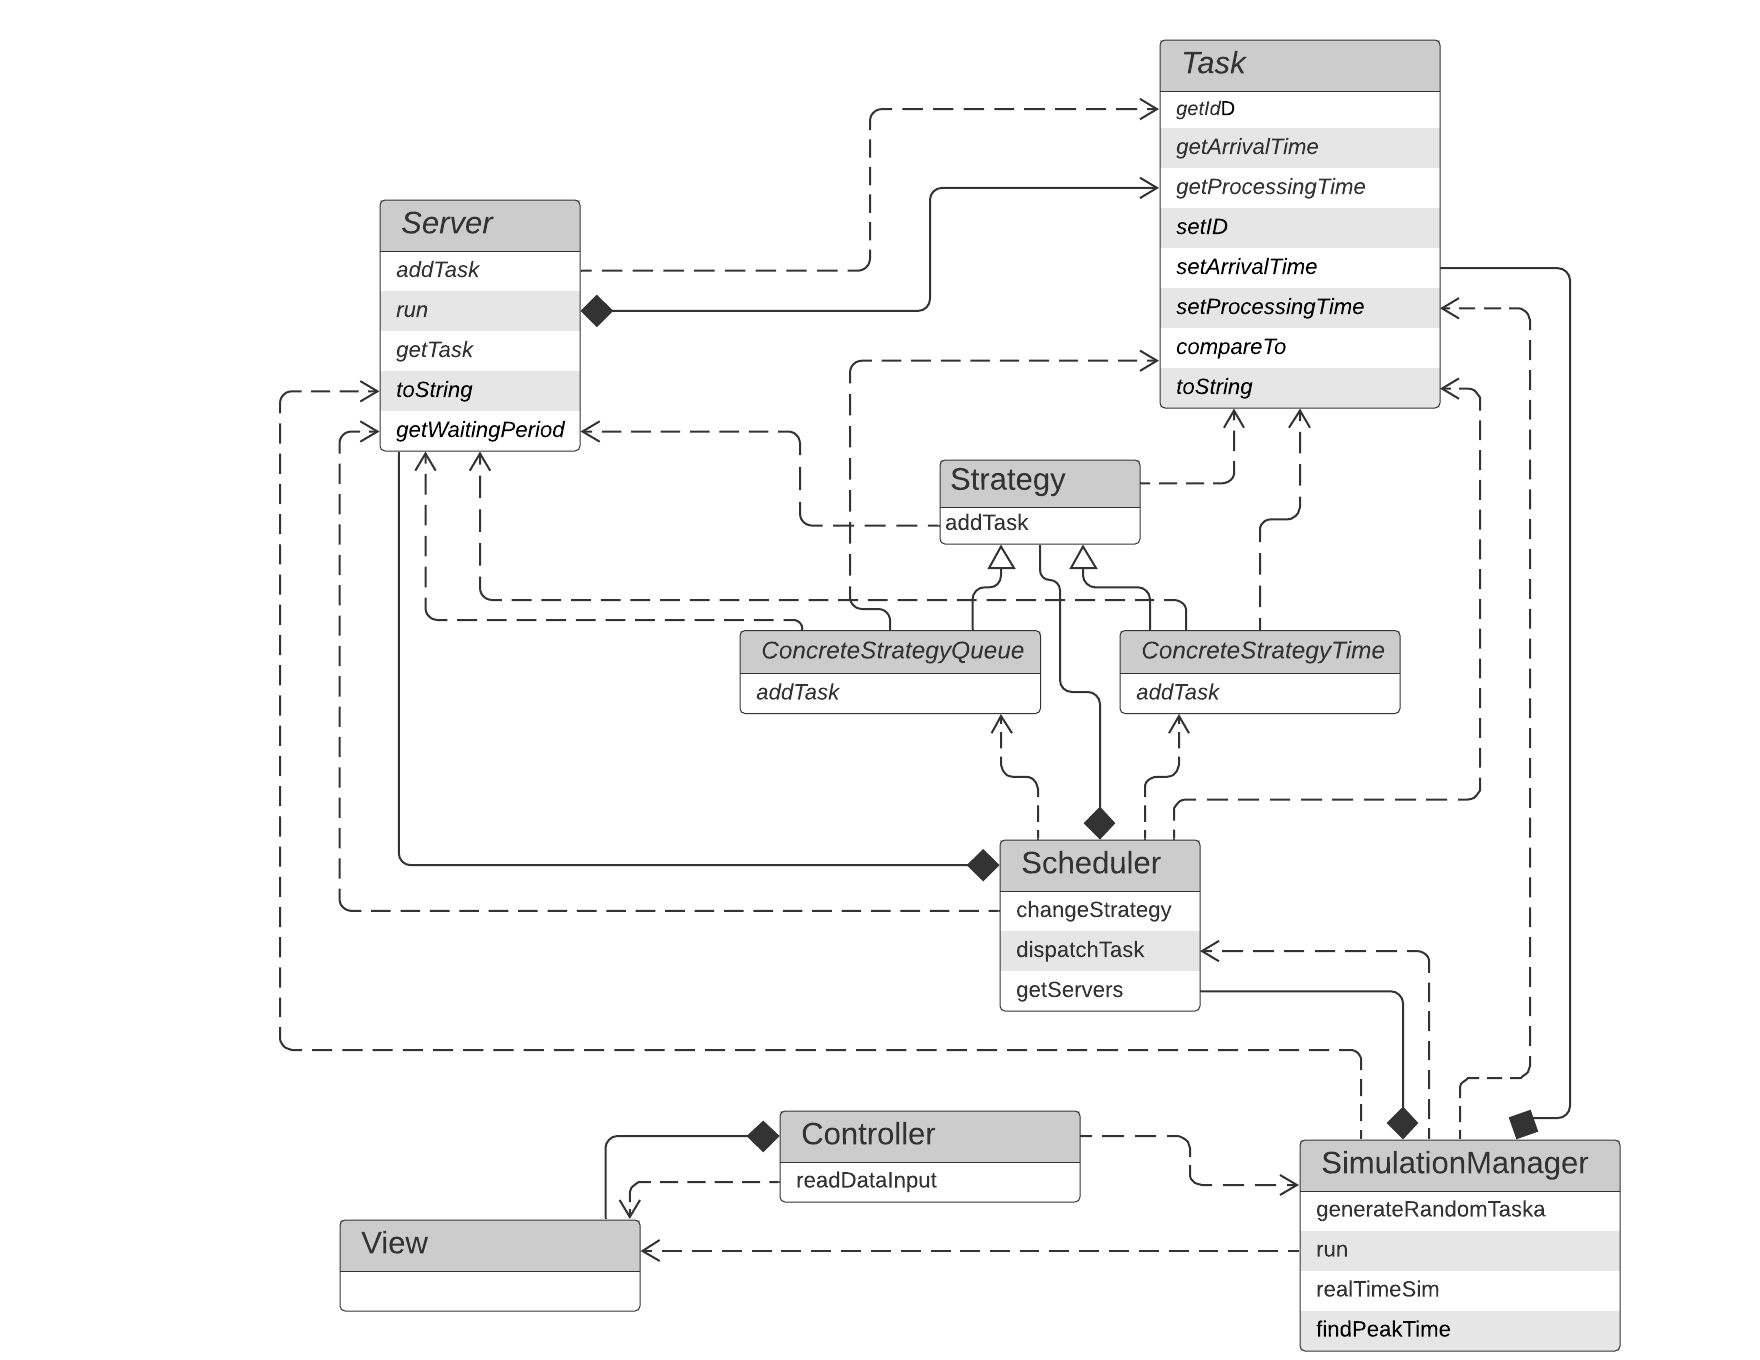 Task
getIdD
getArrivalTime
getProcessingTime
setID
setArrivalTime
setProcessingTime
compareTo
toString
Server
addTask
run
getTask
toString
getWaitingPeriod
Strategy
addTask
ConcreteStrategyQueue
addTask
ConcreteStrategyTime
addTask
Scheduler
changeStrategy
dispatchTask
getServers
Controller
readDataInput
SimulationManager
generateRandomTaska
run
realTimeSim
findPeakTime
View